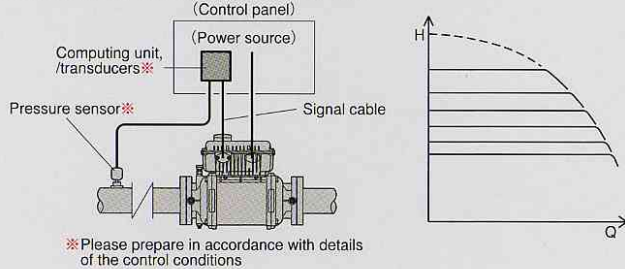 (Control panel)
(Power source)
Computing unit,
/transducers※
Pressure sensor※
Signal cable
※Please prepare in accordance with details
of the control conditions
H
Q